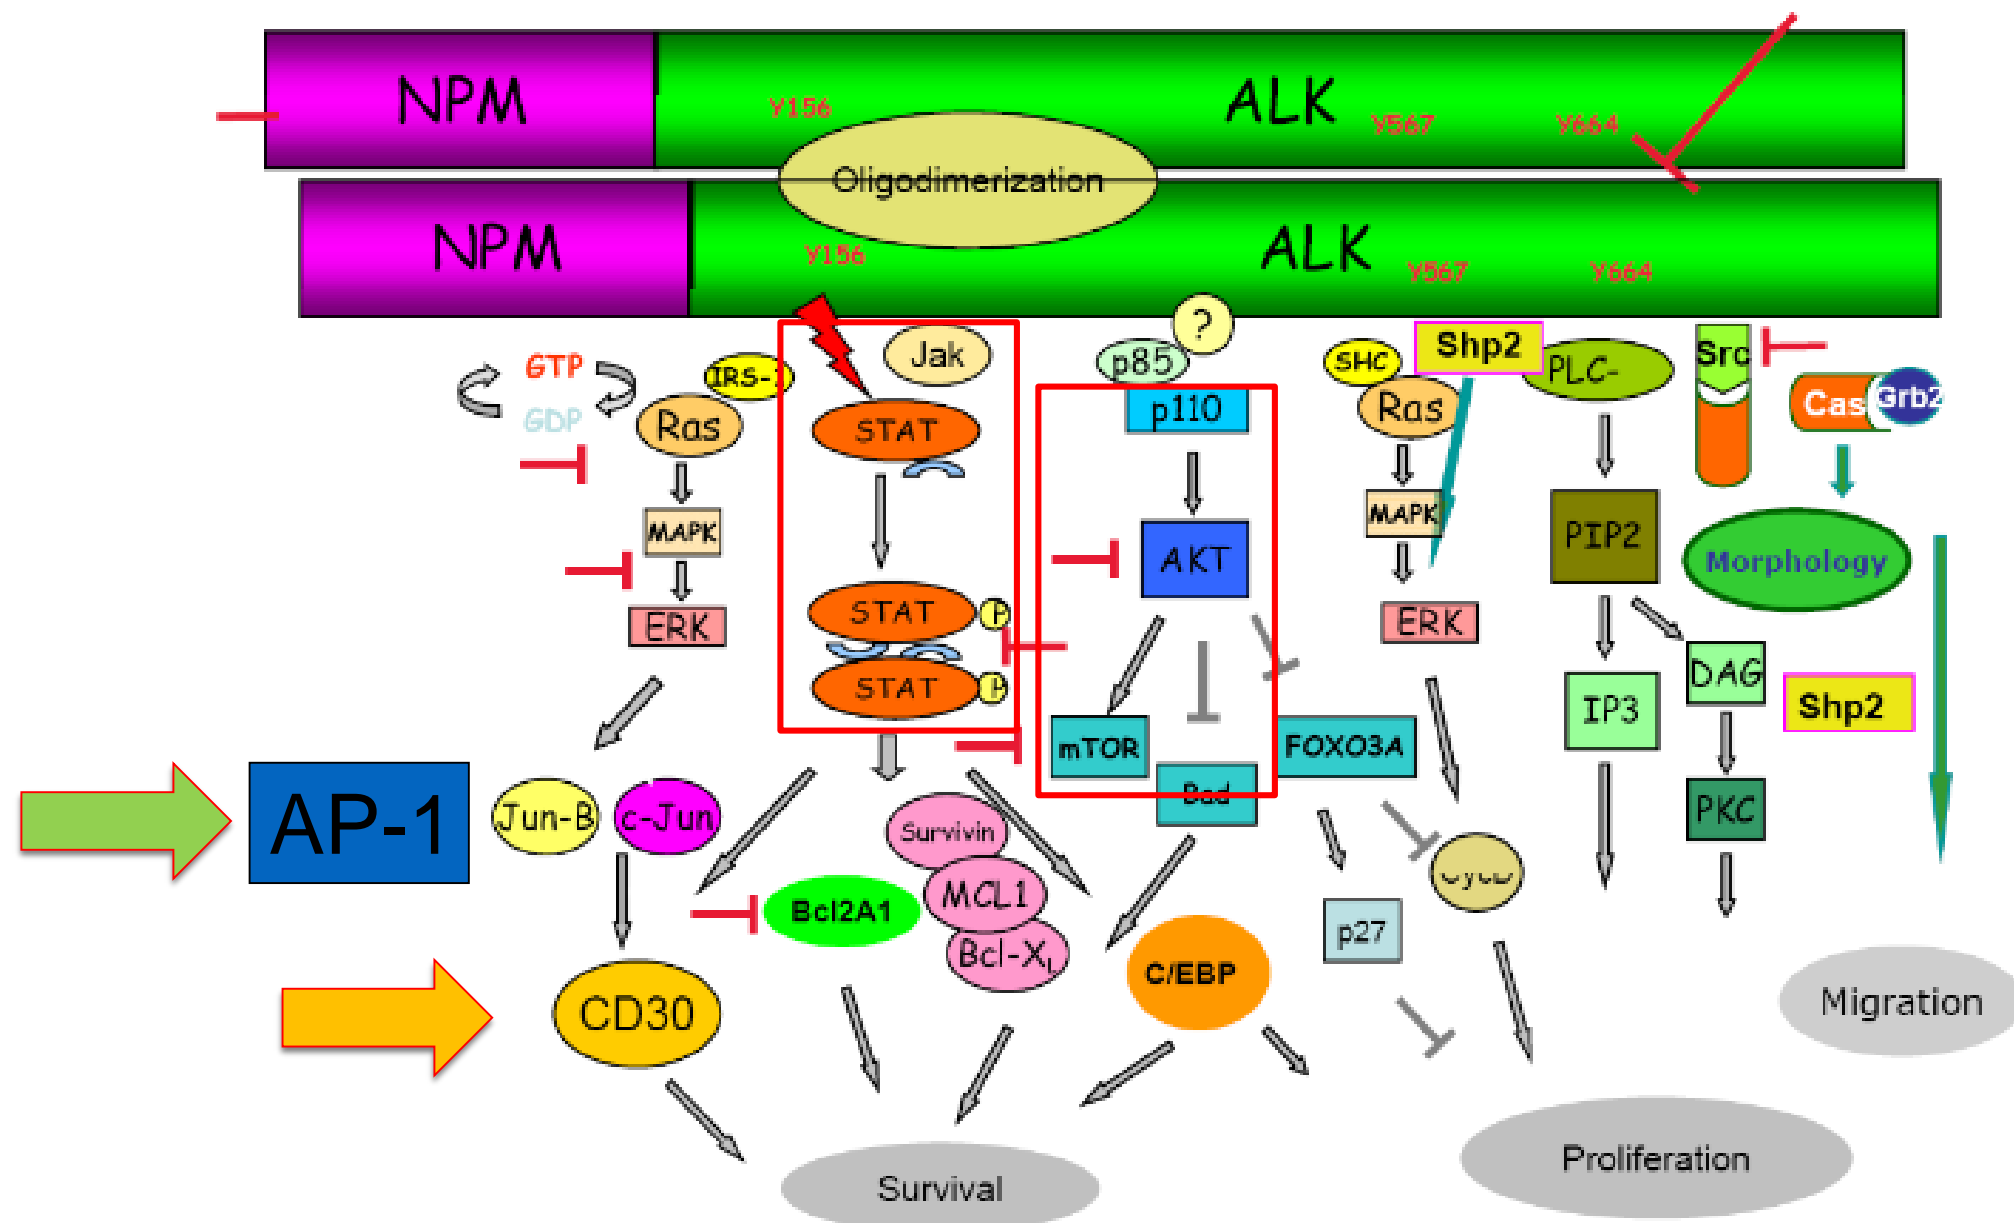 NPM
Y156
ALK
Y567
Y664
Oligodimerization
NPM
Y156
ALK
Y567
Y664
GTP
GDP
IRS-
Ras
MAPK
ERK
Jak
STAT
STAT
P
STAT
P
?
p85
p110
AKT
mTOR
Bad
FOXO3A
SHC
Shp2
Ras
MAPK
ERK
PLC-
PIP2
IP3
DAG
PKC
Src
Cas
Grb2
Morphology
Shp2
AP-1
Jun-B
c-Jun
Survivin
MCL1
Bcl-XL
Bcl2A1
CD30
C/EBP
p27
Migration
Proliferation
Survival